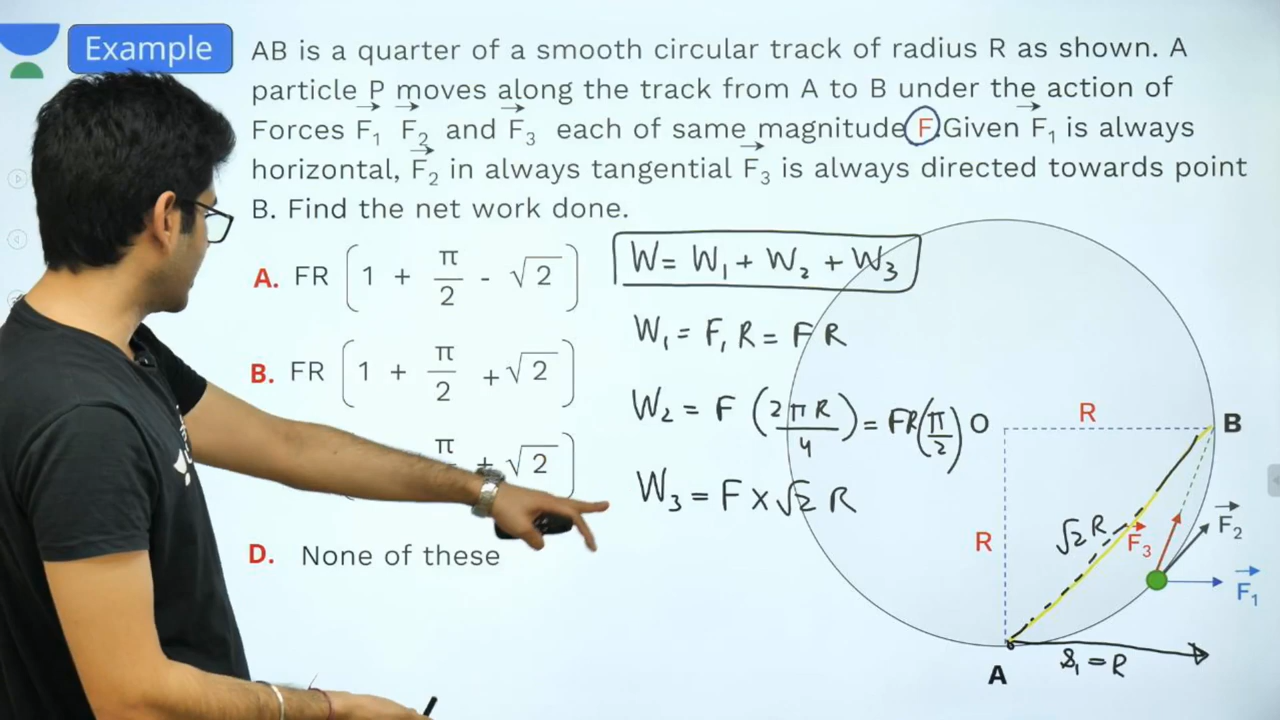 Example
AB is a quarter of a smooth circular track of radius R as shown. A
particle P moves along the track from A to B under the action of
Forces F₁ F₂ and F₃ each of same magnitude F Given F₁ is always
horizontal, F₂ in always tangential F₃ is always directed towards point
B. Find the net work done.
A. FR [1 + π/2 - √2]
B. FR [1 + π/2 + √2]
π + √2]
D. None of these
W = W₁ + W₂ + W₃
W₁ = F, R = F R
W₂ = F (2πR/4) = FR(π/2)
W₃ = F × √2 R
O
R
B
R
√2 R
F₃
F₂
F₁
A
S₁ = R